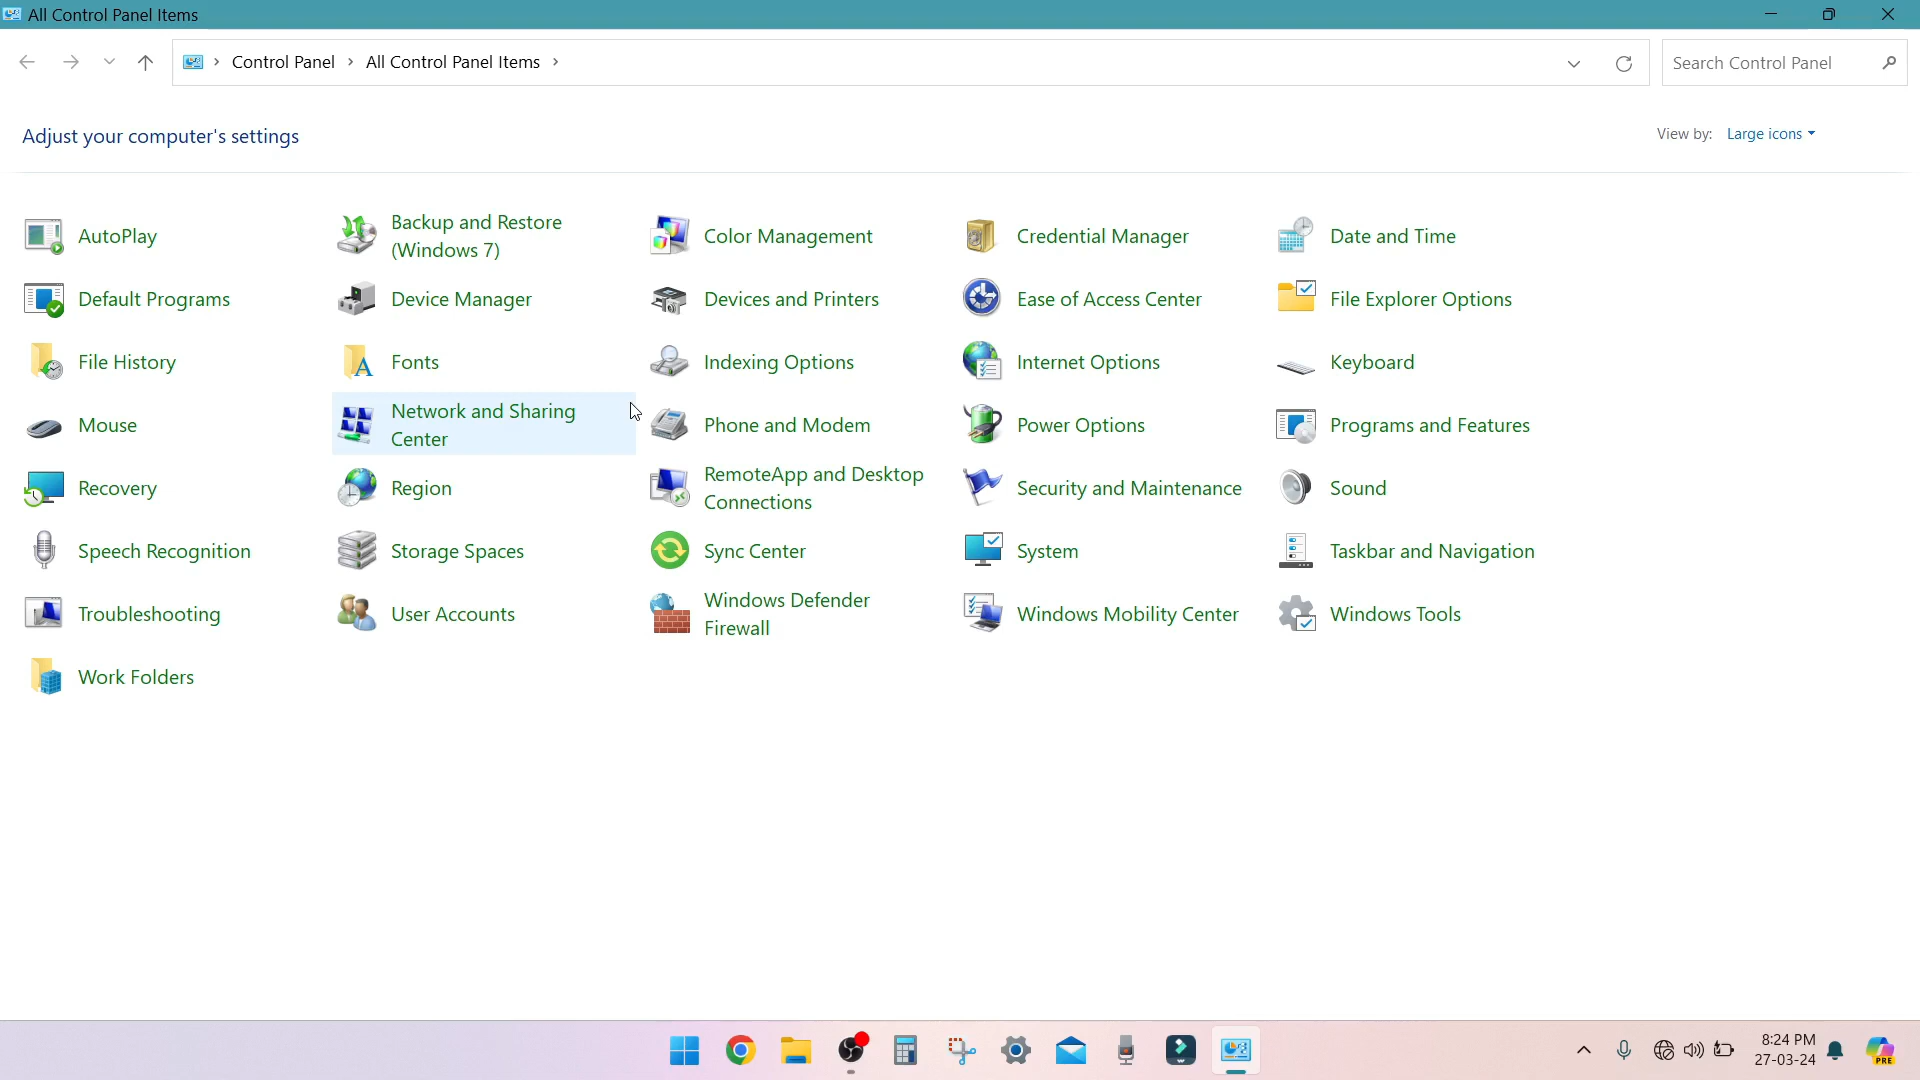 All Control Panel Items
Control Panel > All Control Panel Items >
Search Control Panel
Adjust your computer's settings
View by: Large icons
AutoPlay
Backup and Restore
(Windows 7)
Color Management
Credential Manager
Date and Time
Default Programs
Device Manager
Devices and Printers
Ease of Access Center
File Explorer Options
File History
Fonts
Indexing Options
Internet Options
Keyboard
Mouse
Network and Sharing
Center
Phone and Modem
Power Options
Programs and Features
Recovery
Region
RemoteApp and Desktop
Connections
Security and Maintenance
Sound
Speech Recognition
Storage Spaces
Sync Center
System
Taskbar and Navigation
Troubleshooting
User Accounts
Windows Defender
Firewall
Windows Mobility Center
Windows Tools
Work Folders
8:24 PM
27-03-24
PRE